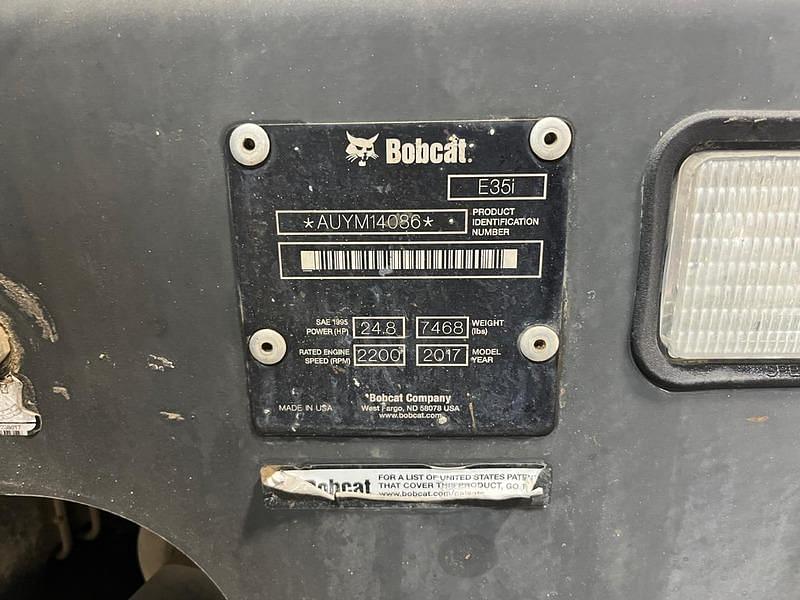 Bobcat.
E35i
*AUYM14086*
PRODUCT
IDENTIFICATION
NUMBER
SAE 1995
POWER (HP)
24.8
7468
WEIGHT
(lbs)
RATED ENGINE
SPEED (RPM)
2200
2017
MODEL
YEAR
*Bobcat Company
MADE IN USA
West Fargo, ND 58078 USA
www.bobcat.com
Bobcat
FOR A LIST OF UNITED STATES PATEN
THAT COVER THIS PRODUCT, GO T
www.bobcat.com/